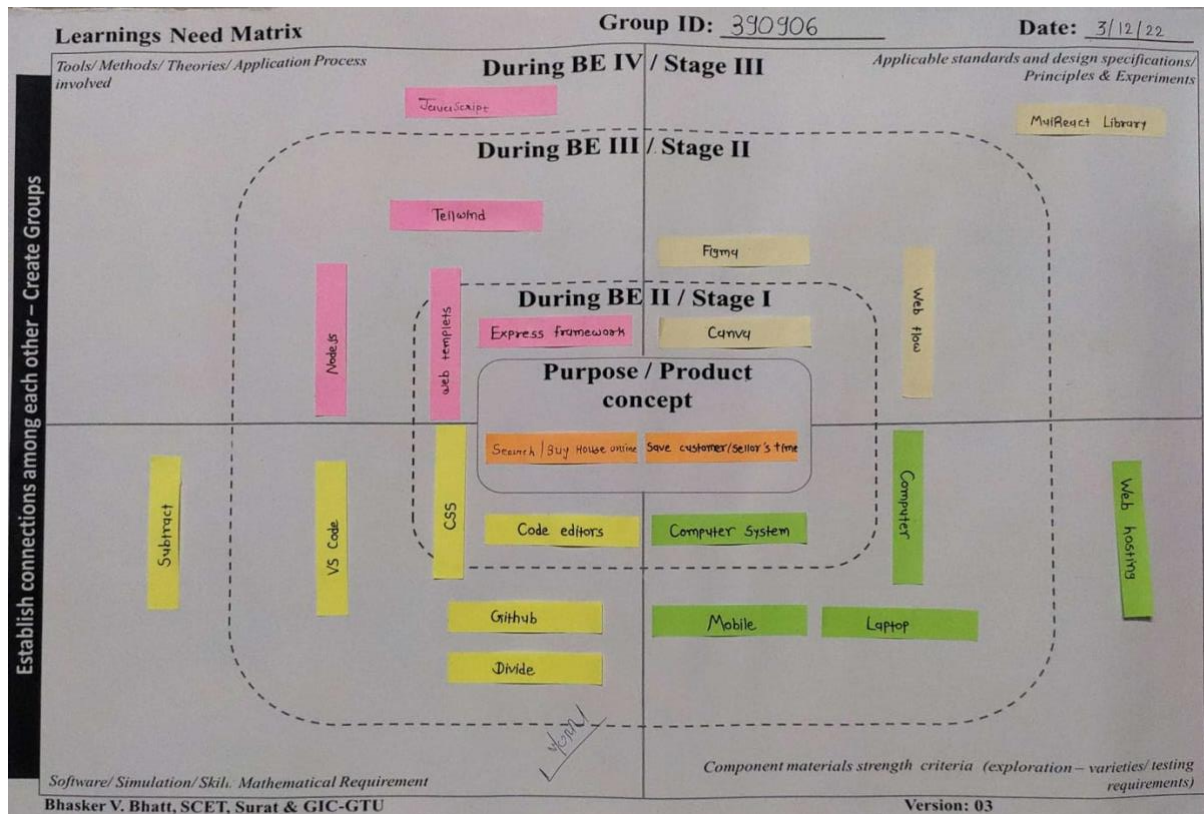 Learnings Need Matrix
Group ID: 390906
Date: 3/12/22
Tools/ Methods/ Theories/ Application Process
involved
During BE IV / Stage III
Applicable standards and design specifications/
Principles & Experiments
JavaScript
MuiReact Library
During BE III / Stage II
Tellwind
Figma
Node.js
web templets
Web flow
During BE II / Stage I
Express framework
Canva
Purpose / Product
concept
Search / Buy House online
Save customer/seller's time
Subtract
VS Code
CSS
Code editors
Computer System
Computer
Web hosting
Github
Mobile
Laptop
Divide
Software/ Simulation/ Skill. Mathematical Requirement
Component materials strength criteria (exploration – varieties/ testing
requirements)
Bhasker V. Bhatt, SCET, Surat & GIC-GTU
Version: 03
Establish connections among each other – Create Groups